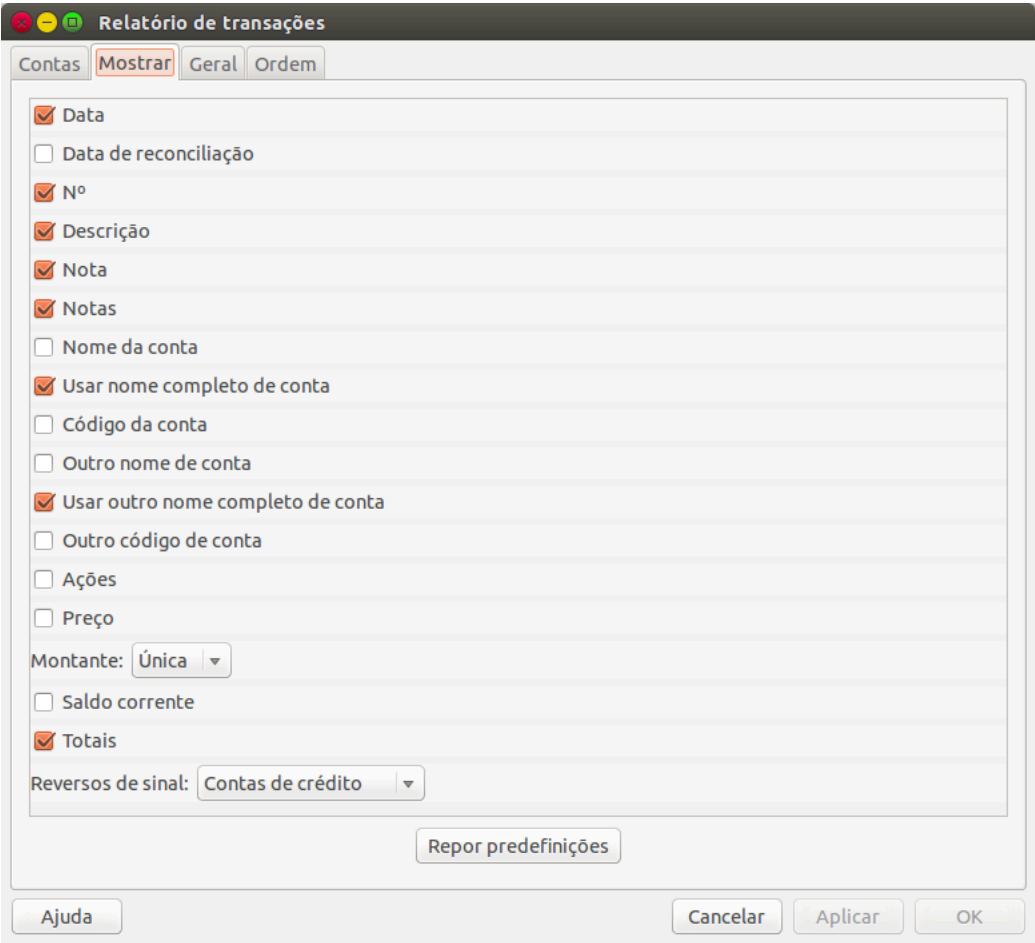 Relatório de transações
Contas Mostrar Geral Ordem
Data
Data de reconciliação
Nº
Descrição
Nota
Notas
Nome da conta
Usar nome completo de conta
Código da conta
Outro nome de conta
Usar outro nome completo de conta
Outro código de conta
Ações
Preço
Montante: Única
Saldo corrente
Totais
Reversos de sinal: Contas de crédito
Repor predefinições
Ajuda Cancelar Aplicar OK